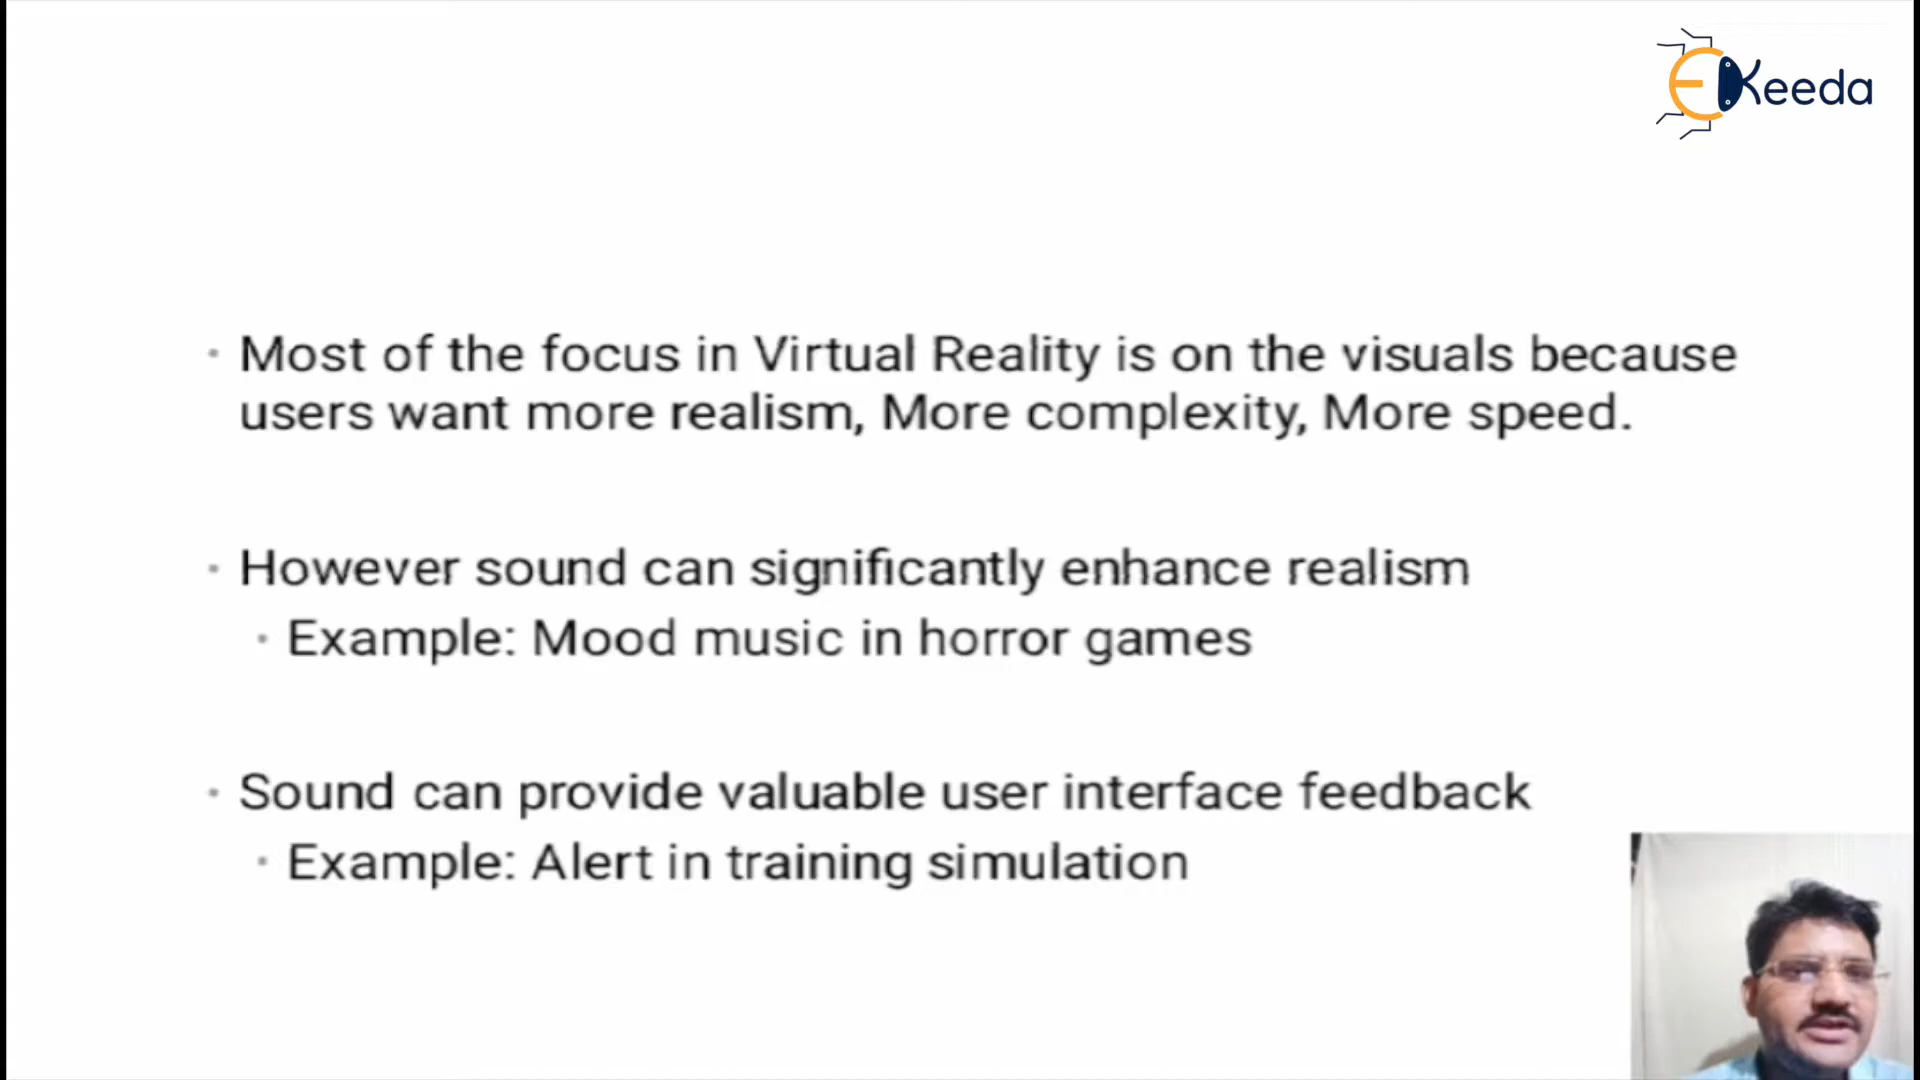 EKeeda
• Most of the focus in Virtual Reality is on the visuals because
users want more realism, More complexity, More speed.
• However sound can significantly enhance realism
• Example: Mood music in horror games
• Sound can provide valuable user interface feedback
• Example: Alert in training simulation